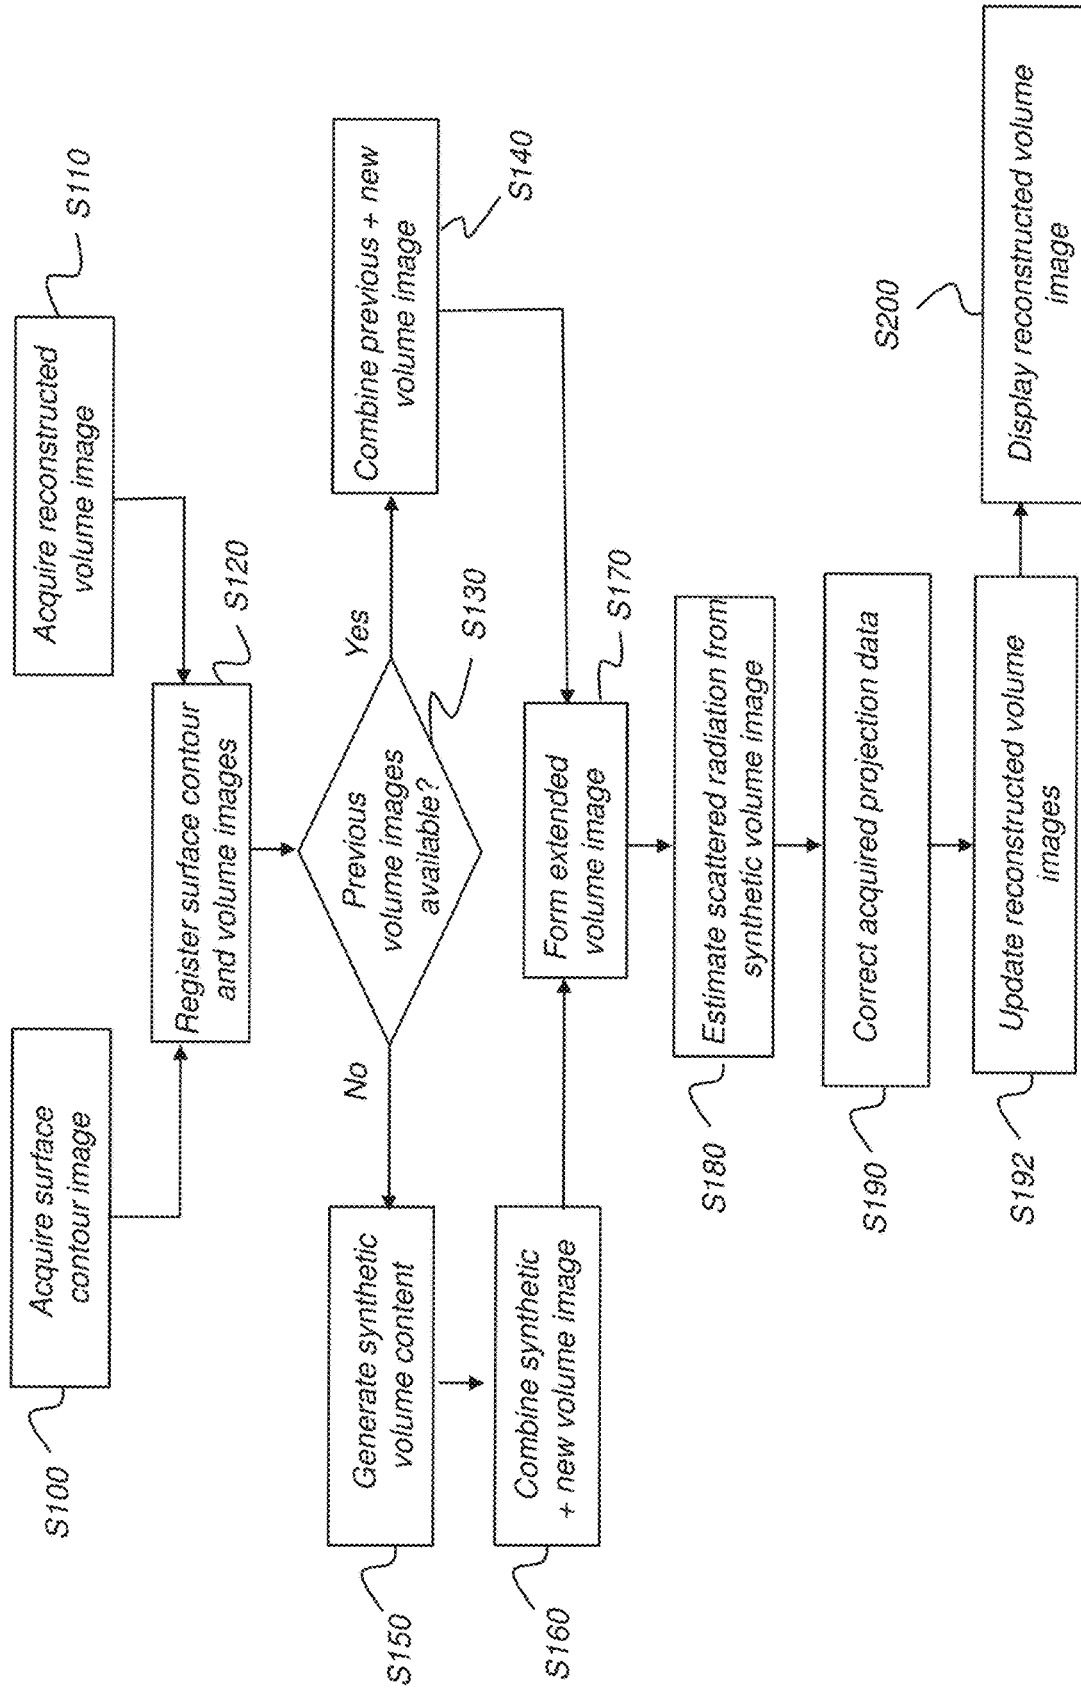 S100
Acquire surface
contour image
Acquire reconstructed
volume image
S110
Register surface contour
and volume images
S120
Previous
volume images
available?
S130
No
Yes
Generate synthetic
volume content
S150
Combine previous + new
volume image
S140
Combine synthetic
+ new volume image
S160
Form extended
volume image
S170
Estimate scattered radiation from
synthetic volume image
S180
Correct acquired projection data
S190
Update reconstructed volume
images
S192
Display reconstructed volume
image
S200